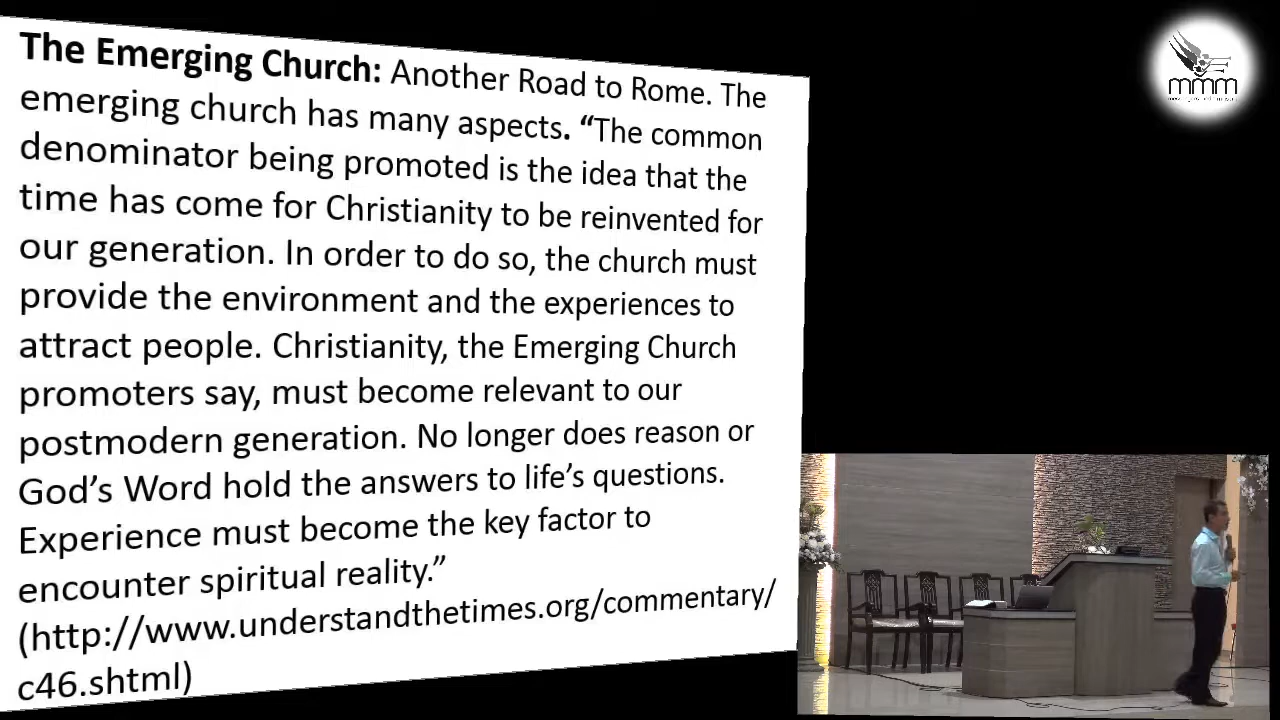 The Emerging Church: Another Road to Rome. The
emerging church has many aspects. “The common
denominator being promoted is the idea that the
time has come for Christianity to be reinvented for
our generation. In order to do so, the church must
provide the environment and the experiences to
attract people. Christianity, the Emerging Church
promoters say, must become relevant to our
postmodern generation. No longer does reason or
God’s Word hold the answers to life’s questions.
Experience must become the key factor to
encounter spiritual reality.”
(http://www.understandthetimes.org/commentary/
c46.shtml)
mmm